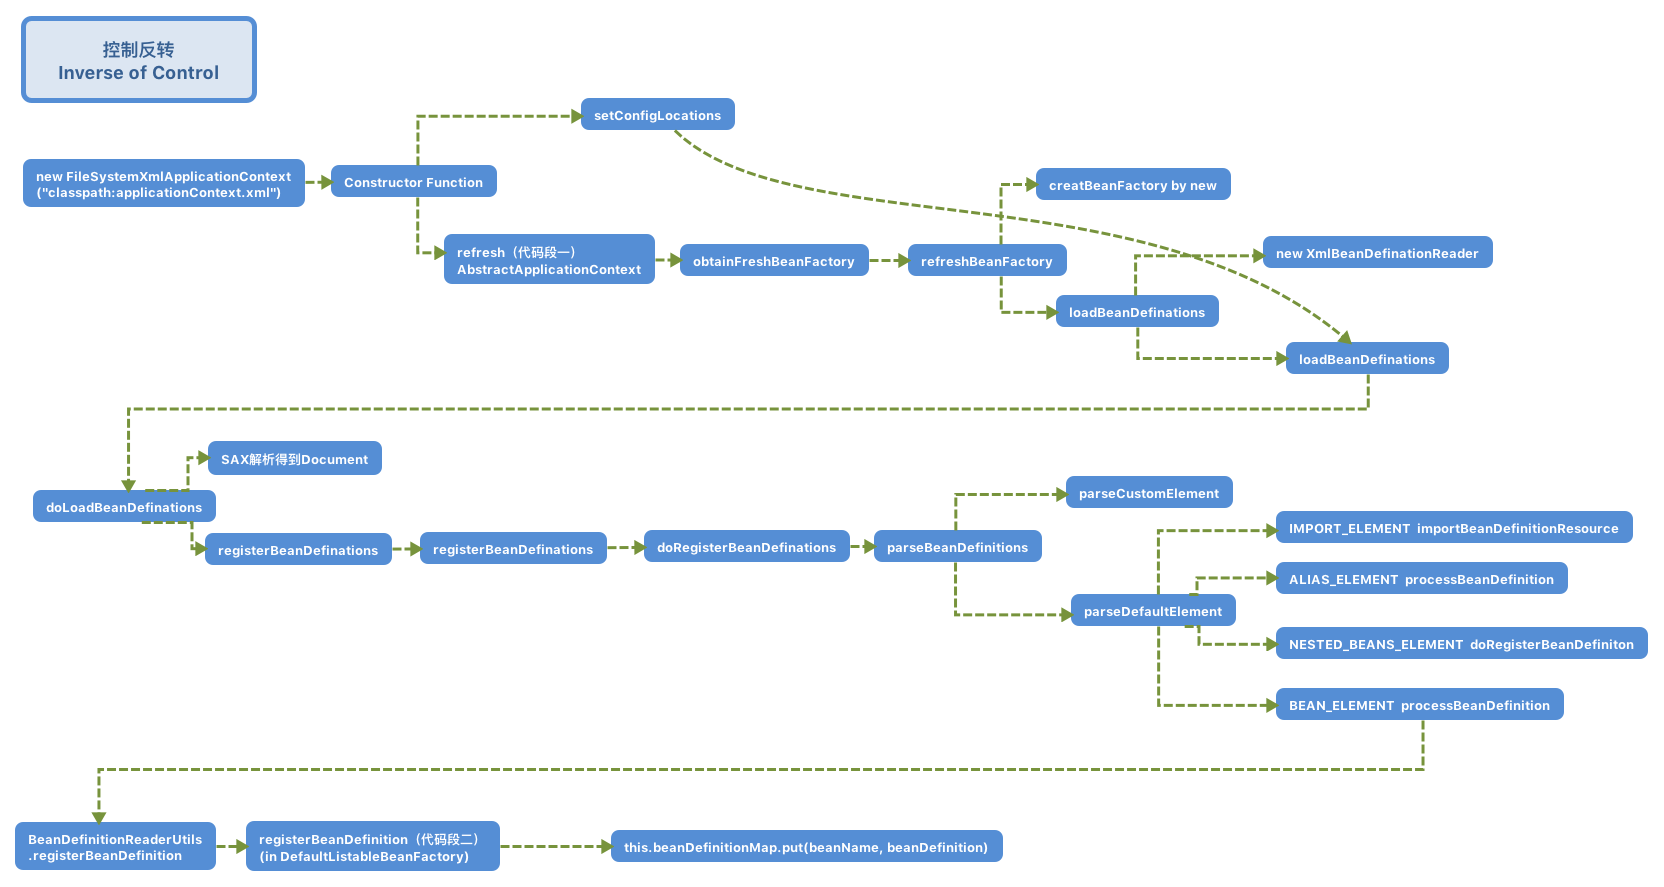 控制反转
Inverse of Control
setConfigLocations
new FileSystemXmlApplicationContext
("classpath:applicationContext.xml")
Constructor Function
creatBeanFactory by new
refresh（代码段一）
AbstractApplicationContext
obtainFreshBeanFactory
refreshBeanFactory
new XmlBeanDefinationReader
loadBeanDefinations
loadBeanDefinations
SAX解析得到Document
doLoadBeanDefinations
registerBeanDefinations
registerBeanDefinations
doRegisterBeanDefinations
parseBeanDefinitions
parseCustomElement
IMPORT_ELEMENT importBeanDefinitionResource
ALIAS_ELEMENT processBeanDefinition
parseDefaultElement
NESTED_BEANS_ELEMENT doRegisterBeanDefiniton
BEAN_ELEMENT processBeanDefinition
BeanDefinitionReaderUtils
.registerBeanDefinition
registerBeanDefinition（代码段二）
(in DefaultListableBeanFactory)
this.beanDefinitionMap.put(beanName, beanDefinition)